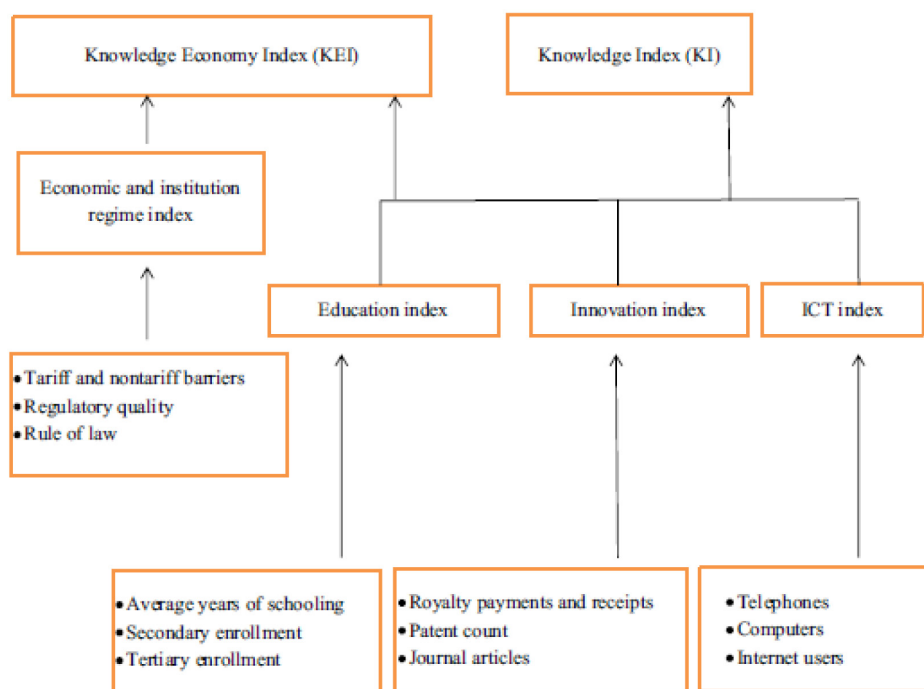 Knowledge Economy Index (KEI)
Knowledge Index (KI)
Economic and institution
regime index
Education index
Innovation index
ICT index
•Tariff and nontariff barriers
•Regulatory quality
•Rule of law
•Average years of schooling
•Secondary enrollment
•Tertiary enrollment
•Royalty payments and receipts
•Patent count
•Journal articles
•Telephones
•Computers
•Internet users